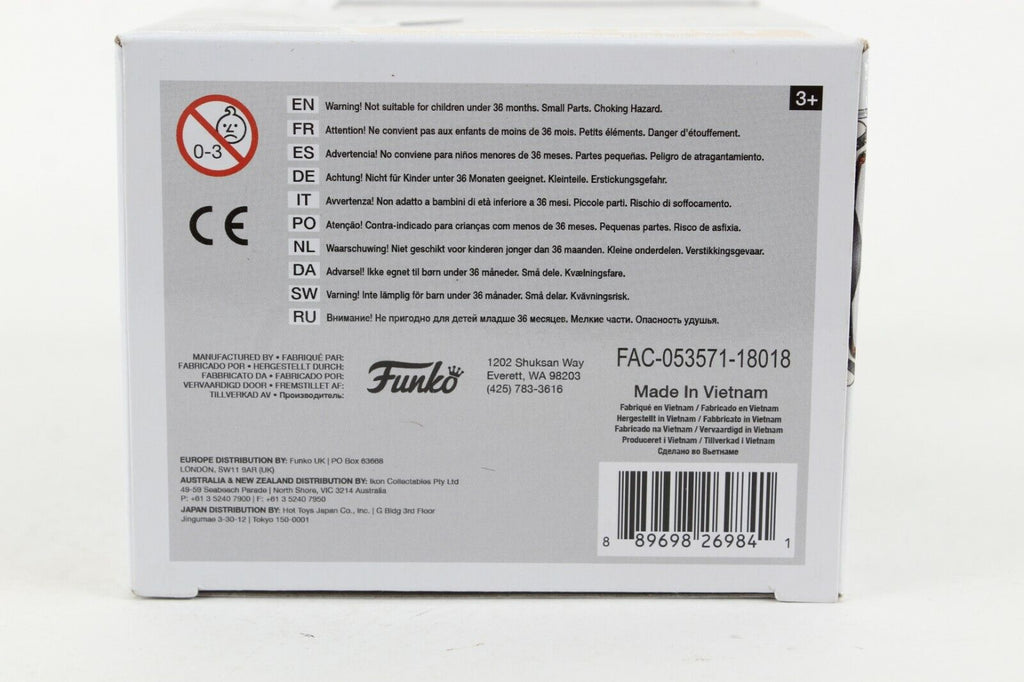 3+
0-3
CE
EN Warning! Not suitable for children under 36 months. Small Parts. Choking Hazard.
FR Attention! Ne convient pas aux enfants de moins de 36 mois. Petits éléments. Danger d'étouffement.
ES Advertencia! No conviene para niños menores de 36 meses. Partes pequeñas. Peligro de atragantamiento.
DE Achtung! Nicht für Kinder unter 36 Monaten geeignet. Kleinteile. Erstickungsgefahr.
IT Avvertenza! Non adatto a bambini di età inferiore a 36 mesi. Piccole parti. Rischio di soffocamento.
PO Atenção! Contra-indicado para crianças com menos de 36 meses. Pequenas partes. Risco de asfixia.
NL Waarschuwing! Niet geschikt voor kinderen jonger dan 36 maanden. Kleine onderdelen. Verstikkingsgevaar.
DA Advarsel! Ikke egnet til børn under 36 måneder. Små dele. Kvælningsfare.
SW Varning! Inte lämplig för barn under 36 månader. Små delar. Kvävningsrisk.
RU Внимание! Не пригодно для детей младше 36 месяцев. Мелкие части. Опасность удушья.
MANUFACTURED BY • FABRIQUÉ PAR:
FABRICADO POR • HERGESTELLT DURCH:
FABBRICATO DA • FABRICADO POR:
VERVAARDIGD DOOR • FREMSTILLET AF:
TILLVERKAD AV • Производитель:
Funko
1202 Shuksan Way
Everett, WA 98203
(425) 783-3616
FAC-053571-18018
Made In Vietnam
Fabriqué en Vietnam / Fabricado en Vietnam
Hergestellt in Vietnam / Fabbricato in Vietnam
Fabricado na Vietnam / Vervaardigd in Vietnam
Produceret i Vietnam / Tillverkad i Vietnam
Сделано во Вьетнаме
EUROPE DISTRIBUTION BY: Funko UK | PO Box 63668
LONDON, SW11 9AR (UK)
AUSTRALIA & NEW ZEALAND DISTRIBUTION BY: Ikon Collectables Pty Ltd
49-59 Seabeach Parade | North Shore, VIC 3214 Australia
P: +61 3 5240 7900 | F: +61 3 5240 7950
JAPAN DISTRIBUTION BY: Hot Toys Japan Co., Inc. | G Bldg 3rd Floor
Jingumae 3-30-12 | Tokyo 150-0001
8 89698 26984 1